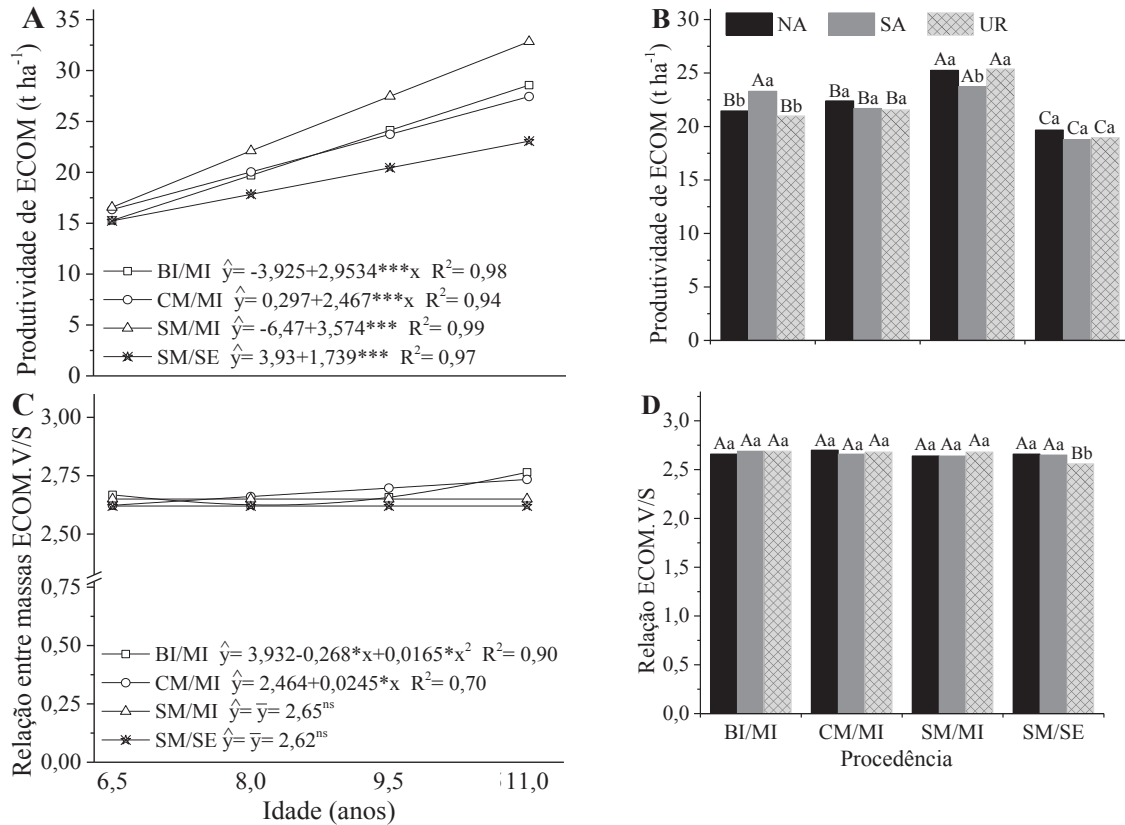 A
Produtividade de ECOM (t ha⁻¹)
35
30
25
20
15
10
5
0
BI/MI ŷ= -3,925+2,9534***x R²= 0,98
CM/MI ŷ= 0,297+2,467***x R²= 0,94
SM/MI ŷ= -6,47+3,574*** R²= 0,99
SM/SE ŷ= 3,93+1,739*** R²= 0,97
B
NA SA UR
Produtividade de ECOM (t ha⁻¹)
30
25
20
15
10
5
0
Bb Aa Bb
Ba Ba Ba
Aa Ab Aa
Ca Ca Ca
C
Relação entre massas ECOM.V/S
3,00
2,75
2,50
0,75
0,50
0,25
0,00
BI/MI ŷ= 3,932-0,268*x+0,0165*x² R²= 0,90
CM/MI ŷ= 2,464+0,0245*x R²= 0,70
SM/MI ŷ= y̅= 2,65ⁿˢ
SM/SE ŷ= y̅= 2,62ⁿˢ
6,5 8,0 9,5 11,0
Idade (anos)
D
Relação ECOM.V/S
3,0
2,5
2,0
1,5
1,0
0,5
0,0
Aa Aa Aa
Aa Aa Aa
Aa Aa Aa
Aa Aa Bb
BI/MI CM/MI SM/MI SM/SE
Procedência